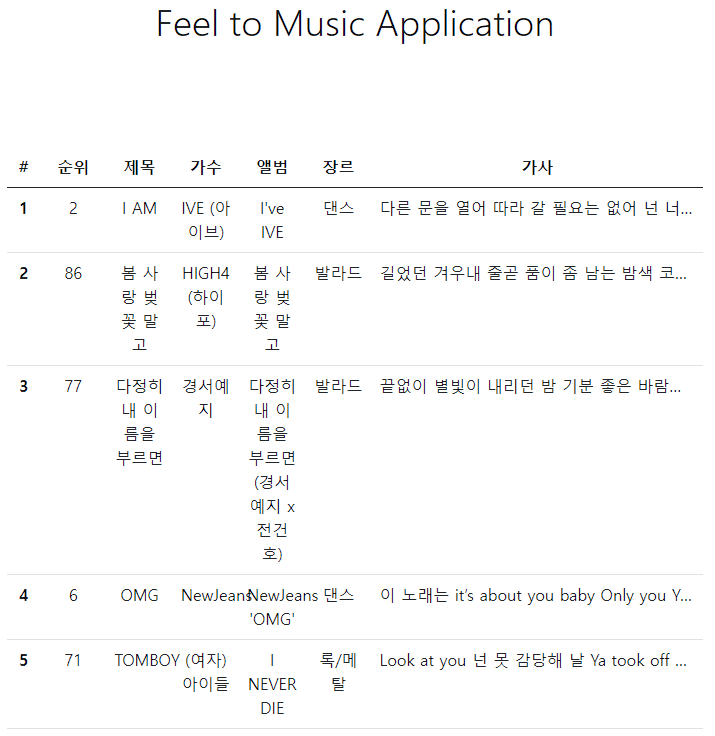 Feel to Music Application
# 순위 제목 가수 앨범 장르 가사
1 2 I AM IVE (아이브) I've IVE 댄스 다른 문을 열어 따라 갈 필요는 없어 넌 너...
2 86 봄 사랑 벚꽃 말고 HIGH4 (하이포) 봄 사랑 벚꽃 말고 발라드 길었던 겨우내 줄곧 품이 좀 남는 밤색 코...
3 77 다정히 내 이름을 부르면 경서예지 다정히 내 이름을 부르면 (경서예지 x 전건호) 발라드 끝없이 별빛이 내리던 밤 기분 좋은 바람...
4 6 OMG NewJeans NewJeans 'OMG' 댄스 이 노래는 it's about you baby Only you Y...
5 71 TOMBOY (여자)아이들 I NEVER DIE 록/메탈 Look at you 넌 못 감당해 날 Ya took off ...